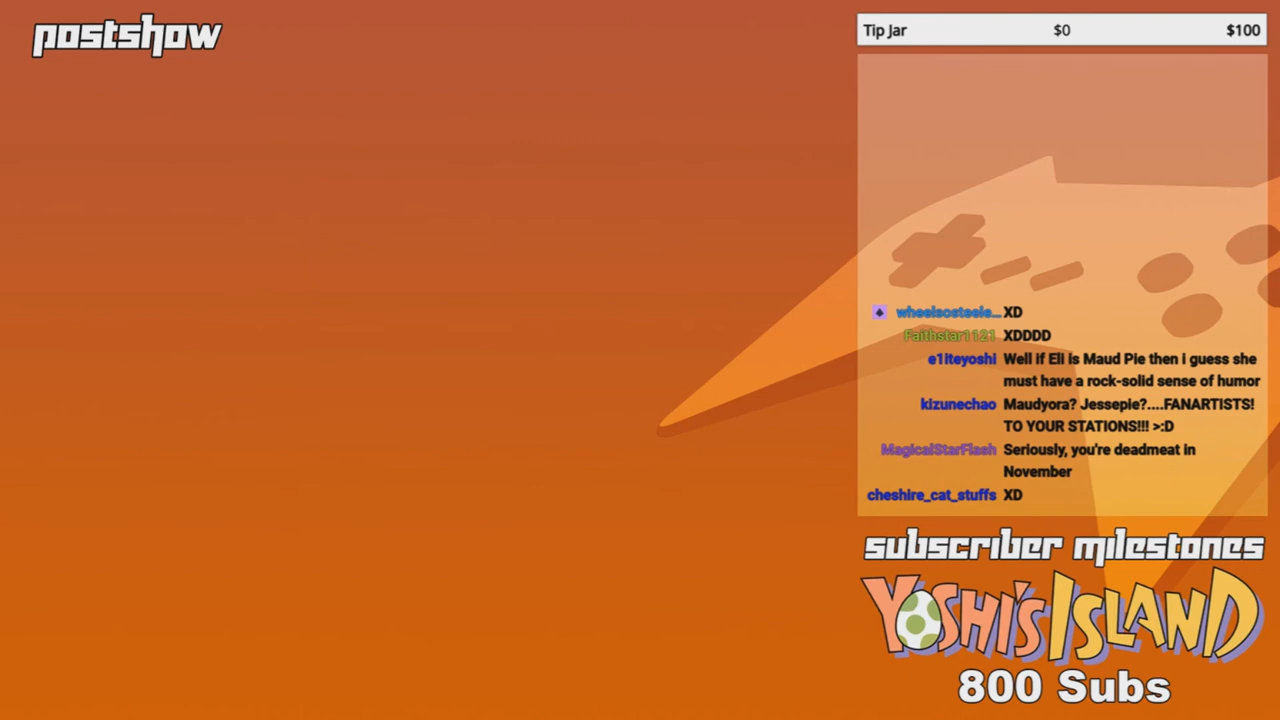 postshow
Tip Jar $0 $100
wheelsosteele... XD
Faithstar1121 XDDDD
e1iteyoshi Well if Eli is Maud Pie then i guess she
must have a rock-solid sense of humor
kizunechao Maudyora? Jessepie?....FANARTISTS!
TO YOUR STATIONS!!! >:D
MagicalStarFlash Seriously, you're deadmeat in
November
cheshire_cat_stuffs XD
subscriber milestones
YOSHI'S ISLAND
800 Subs